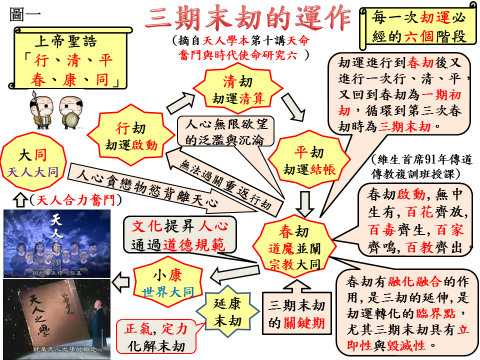 圖一
三期末劫的運作
(摘自天人學本第十講天命
奮鬥與時代使命研究六 )
每一次劫運必
經的六個階段
上帝聖誥
「行、清、平
春、康、同」
清劫
劫運清算
劫運進行到春劫後又
進行一次行、清、平,
又回到春劫為一期初
劫，循環到第三次春
劫時為三期末劫。
行劫
劫運啟動
人心無限欲望
的泛濫與沉淪
平劫
劫運結帳
大同
天人大同
無法過關重返行劫
人心貪戀物慾背離天心
(維生首席91年傳道
傳教複訓班授課)
(天人合力奮鬥)
春劫啟動, 無中
生有, 百花齊放,
百毒齊生, 百家
齊鳴, 百教齊出。
天人
文化提昇人心
通過道德規範
春劫
道魔並闡
宗教大同
小康
世界大同
天人之學
延康
末劫
三期末劫
的關鍵期
正氣, 定力
化解末劫
春劫有融化融合的作
用, 是三劫的延伸, 是
劫運轉化的臨界點,
尤其三期末劫具有立
即性與毀滅性。